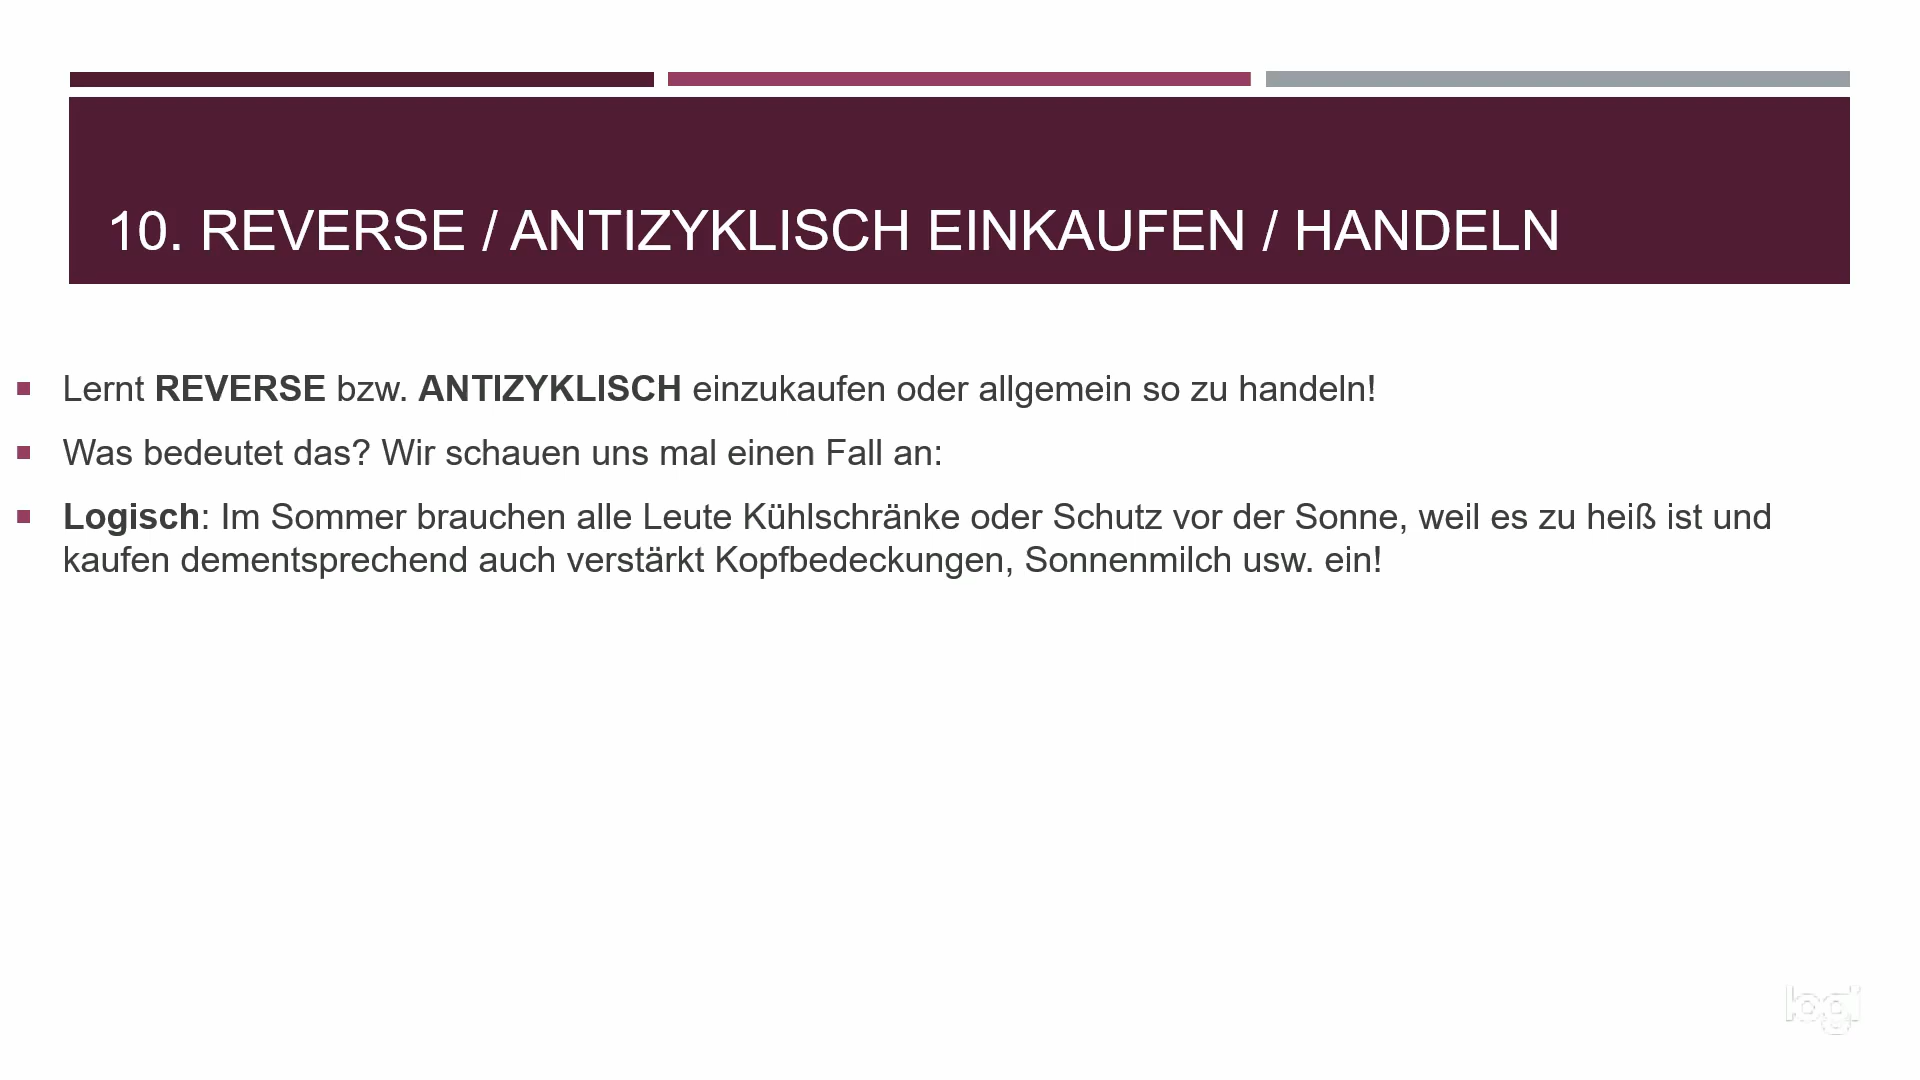 10. REVERSE / ANTIZYKLISCH EINKAUFEN / HANDELN
Lernt REVERSE bzw. ANTIZYKLISCH einzukaufen oder allgemein so zu handeln!
Was bedeutet das? Wir schauen uns mal einen Fall an:
Logisch: Im Sommer brauchen alle Leute Kühlschränke oder Schutz vor der Sonne, weil es zu heiß ist und
kaufen dementsprechend auch verstärkt Kopfbedeckungen, Sonnenmilch usw. ein!
logi